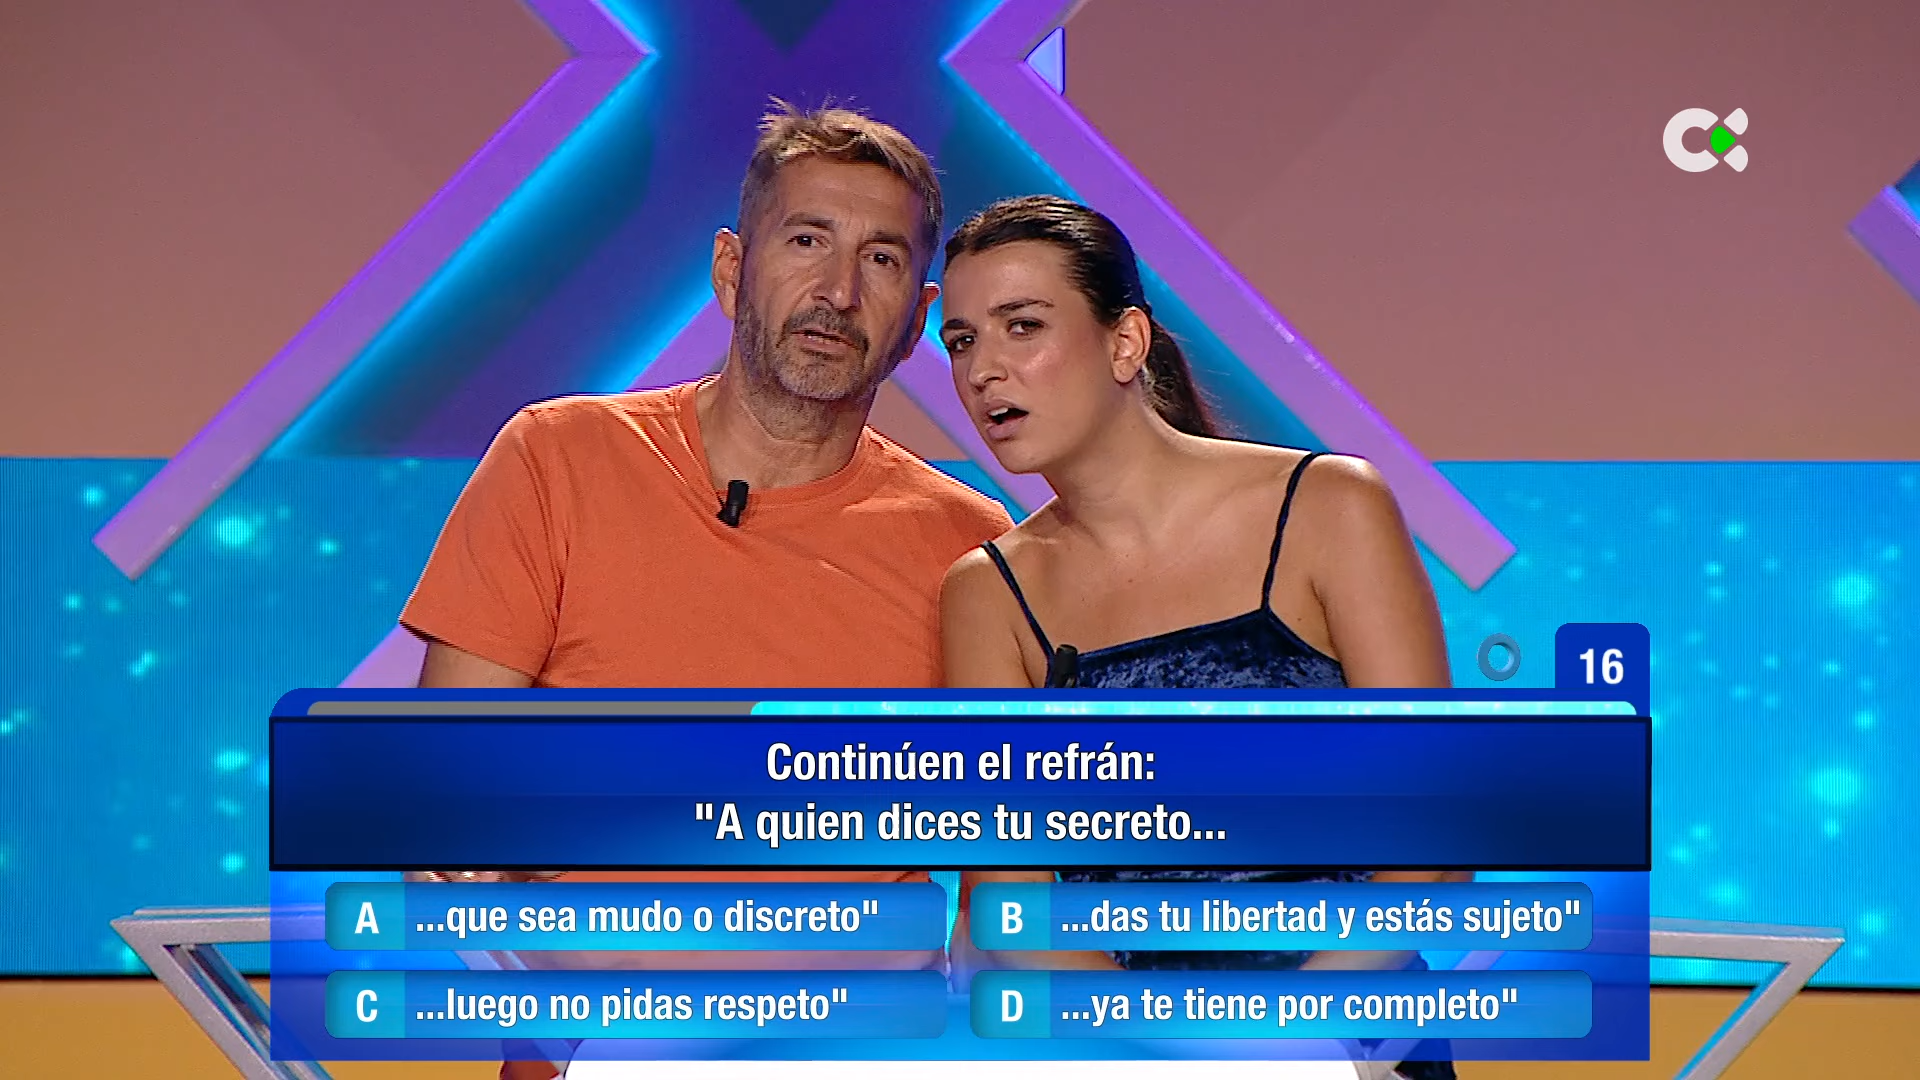 16
Continúen el refrán:
"A quien dices tu secreto...
A ...que sea mudo o discreto"
B ...das tu libertad y estás sujeto"
C ...luego no pidas respeto"
D ...ya te tiene por completo"